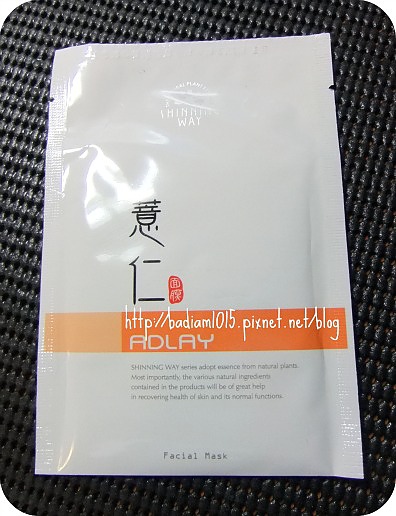 SHINNING
WAY
薏
仁
面膜
http://badiam1015.pixnet.net/blog
ADLAY
SHINNING WAY series adopt essence from natural plants.
Most importantly, the various natural ingredients
contained in the products will be of great help
in recovering health of skin and its normal functions.
Facial Mask